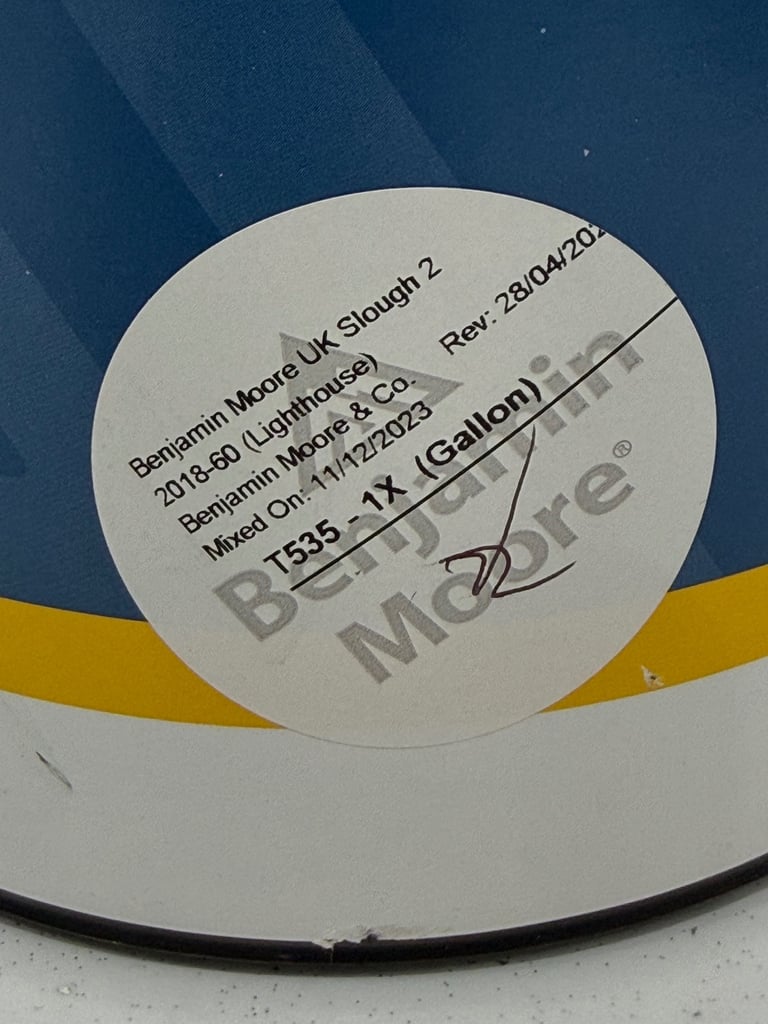 Benjamin Moore UK Slough 2
2018-60 (Lighthouse)
Rev: 28/04/202
Benjamin Moore & Co.
Mixed On: 11/12/2023
T535 - 1X (Gallon)
Benjamin
Moore®